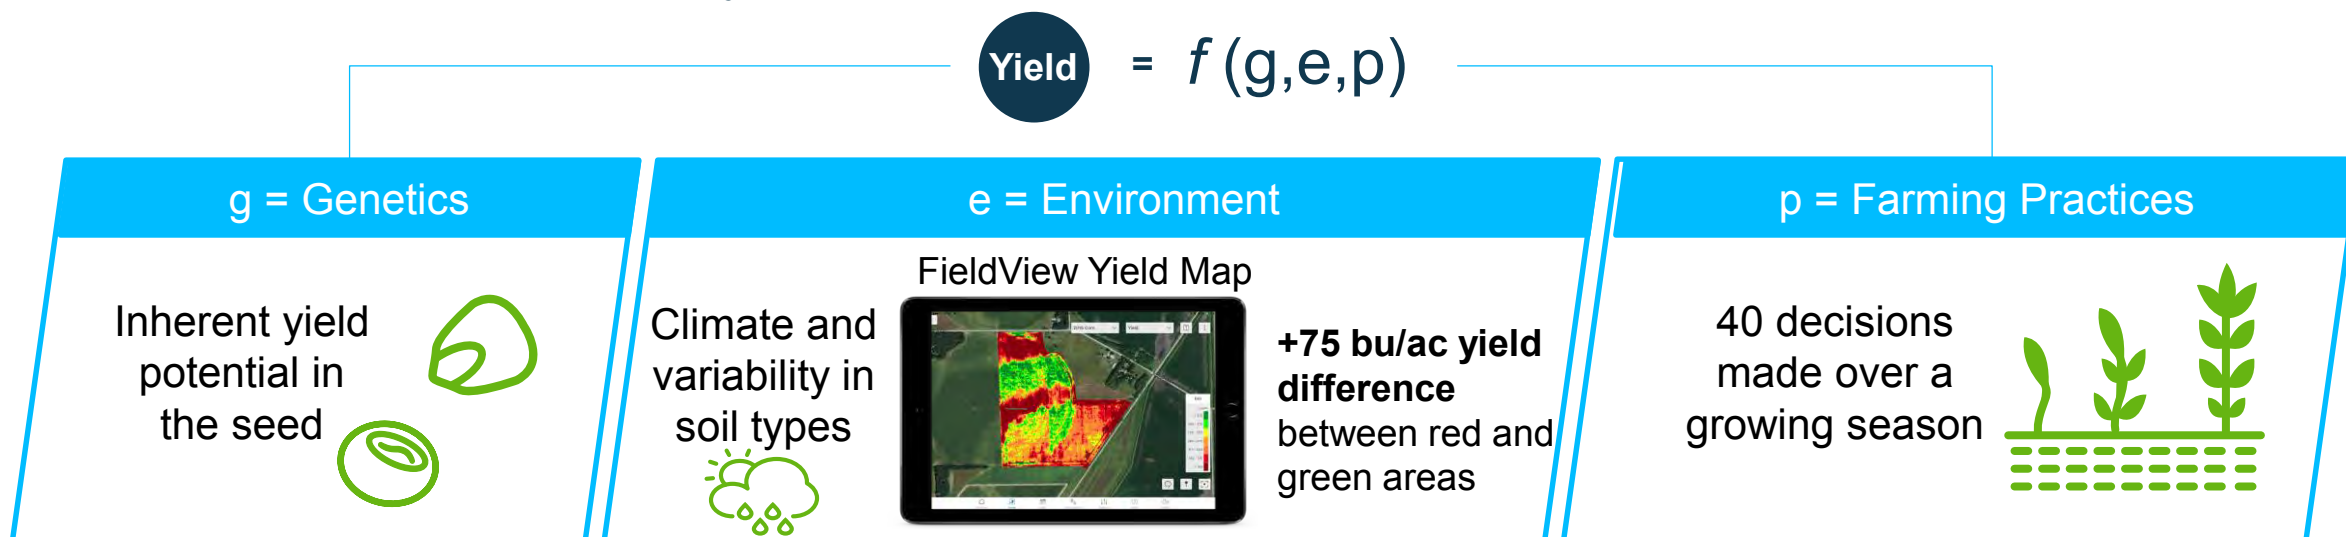 Yield = f (g,e,p)
g = Genetics
e = Environment
p = Farming Practices
Inherent yield
potential in
the seed
Climate and
variability in
soil types
FieldView Yield Map
Yield
+75 bu/ac yield
difference
between red and
green areas
40 decisions
made over a
growing season